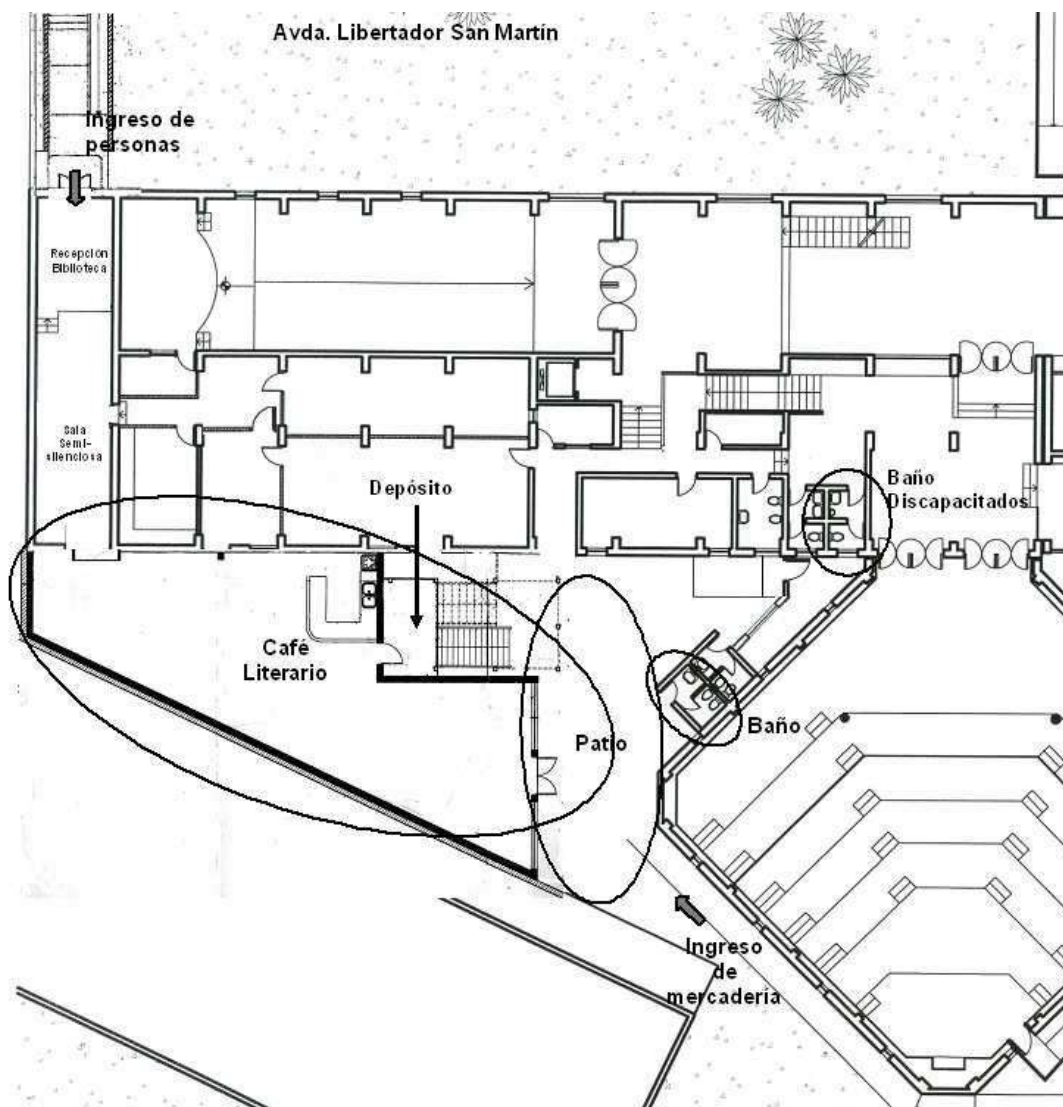 Avda. Libertador San Martín
Ingreso de
personas
Recepción
Biblioteca
Sala
Semi-
silenciosa
Depósito
Baño
Discapacitados
Café
Literario
Patio
Baño
Ingreso
de
mercadería